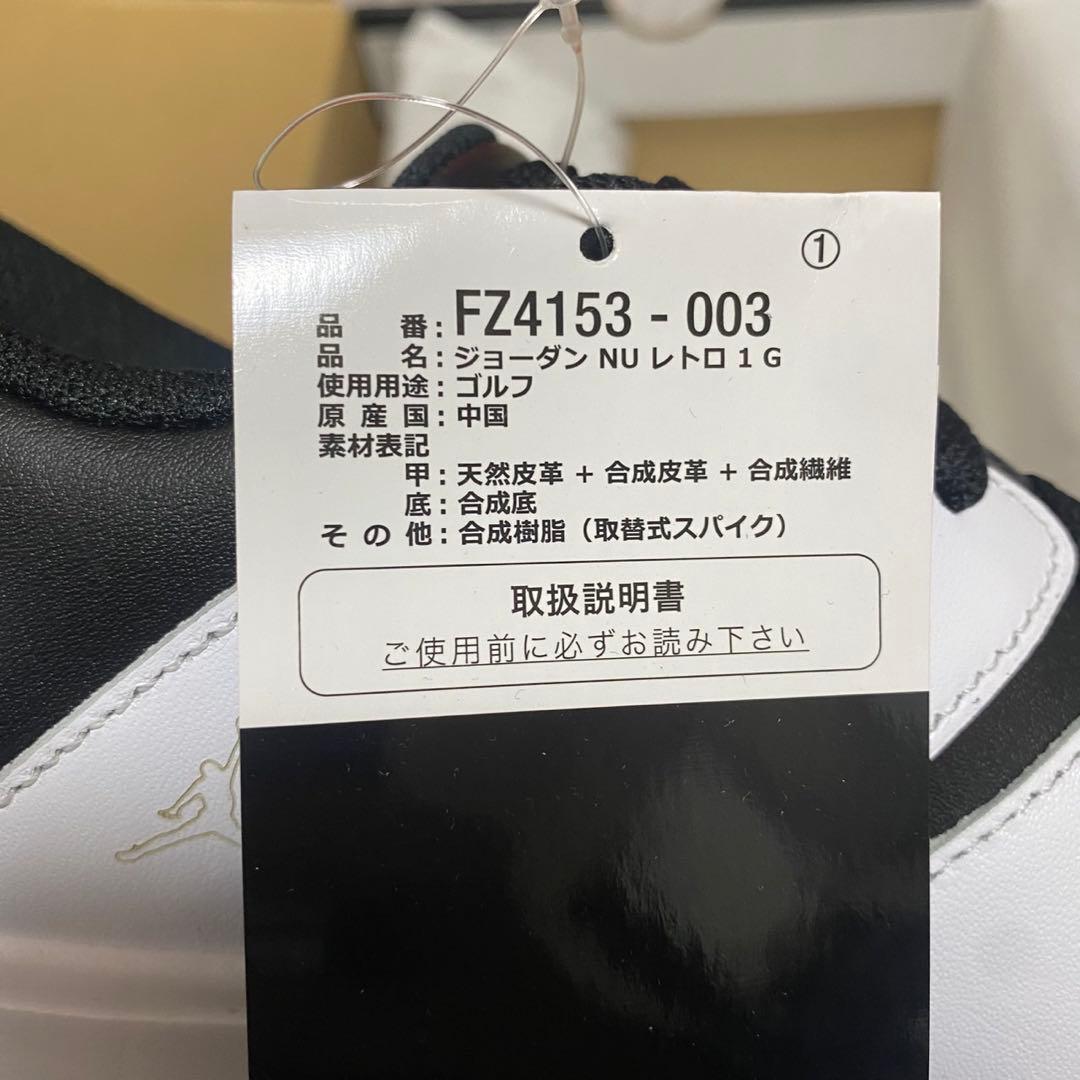 ①
品番: FZ4153 - 003
品名: ジョーダン NU レトロ 1 G
使用用途: ゴルフ
原産国: 中国
素材表記
甲: 天然皮革 + 合成皮革 + 合成繊維
底: 合成底
その他: 合成樹脂（取替式スパイク）
取扱説明書
ご使用前に必ずお読み下さい